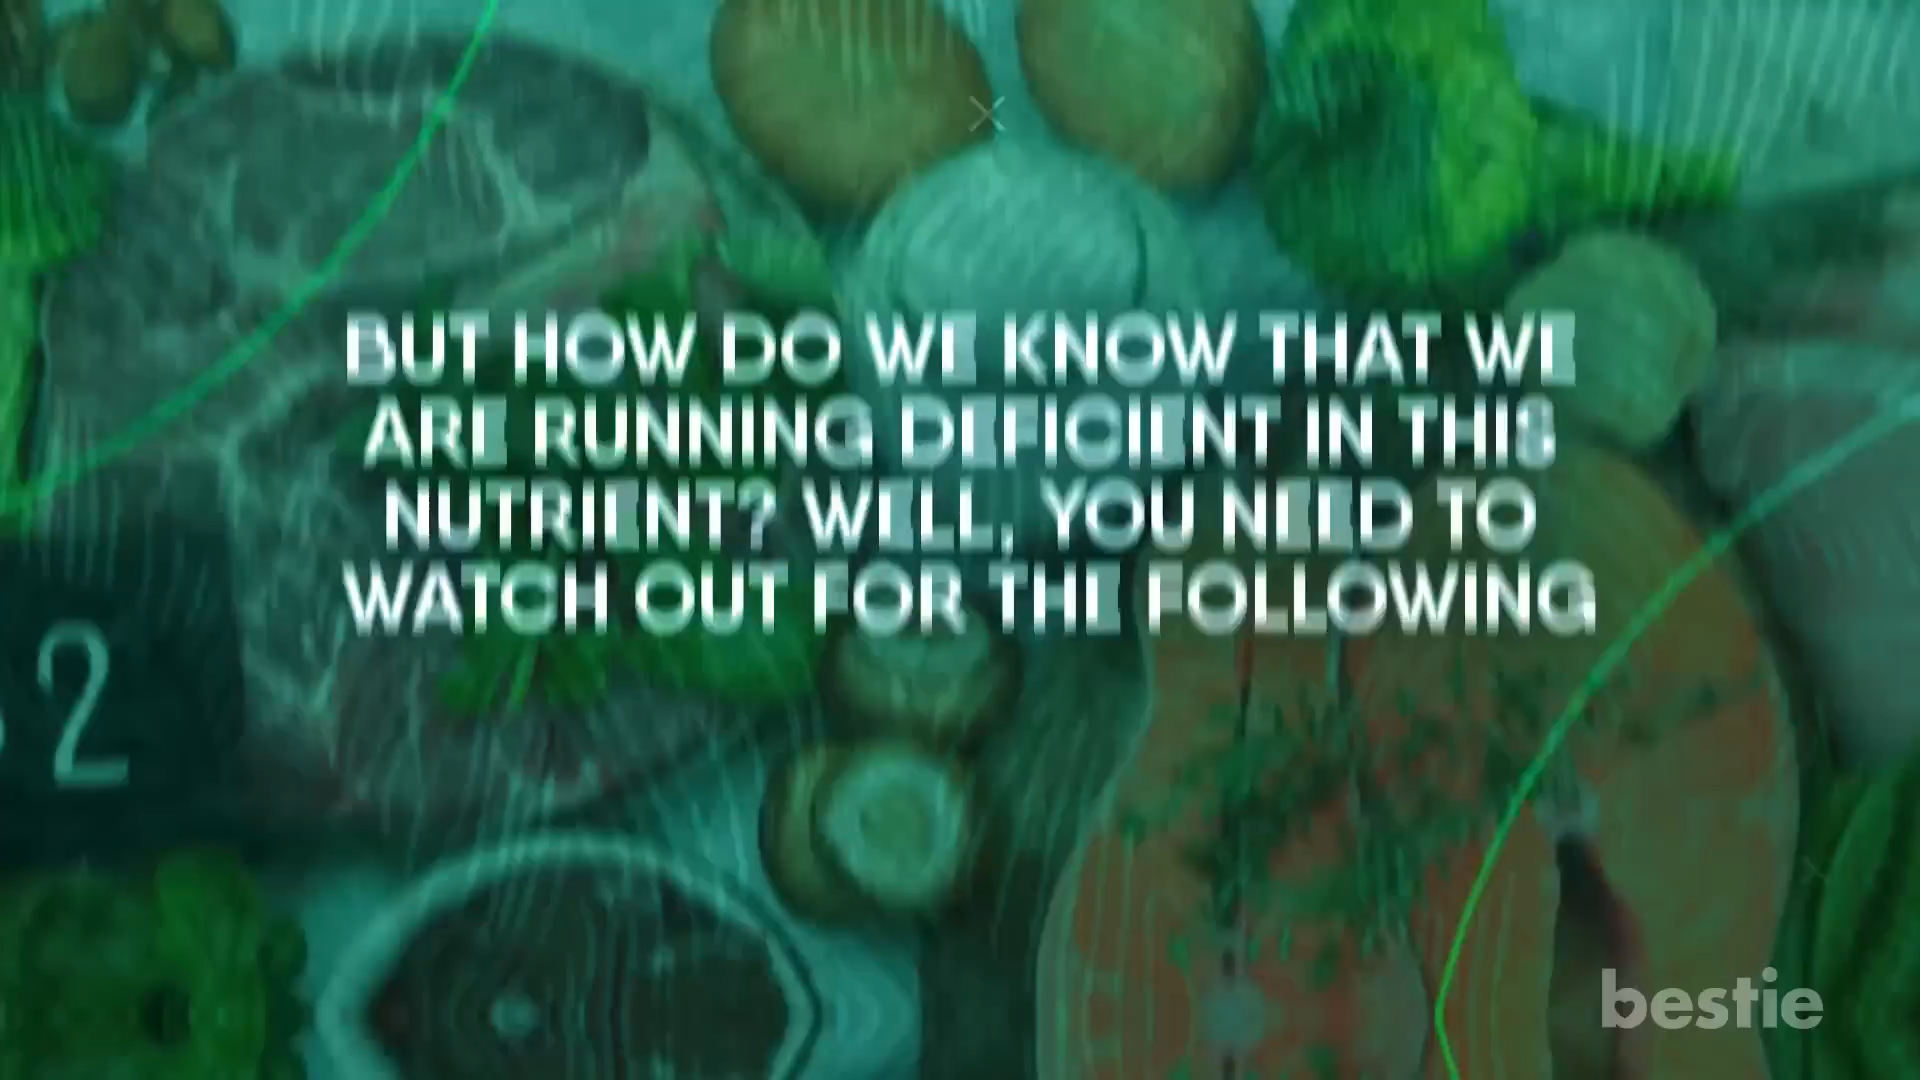 BUT HOW DO WE KNOW THAT WE
ARE RUNNING DEFICIENT IN THIS
NUTRIENT? WELL, YOU NEED TO
WATCH OUT FOR THE FOLLOWING
2
bestie